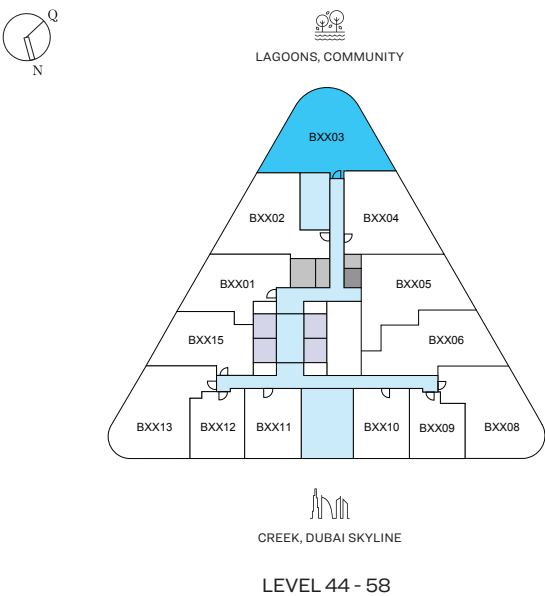 Q
N
LAGOONS, COMMUNITY
BXX03
BXX02
BXX04
BXX01
BXX05
BXX15
BXX06
BXX13
BXX12
BXX11
BXX10
BXX09
BXX08
CREEK, DUBAI SKYLINE
LEVEL 44 - 58